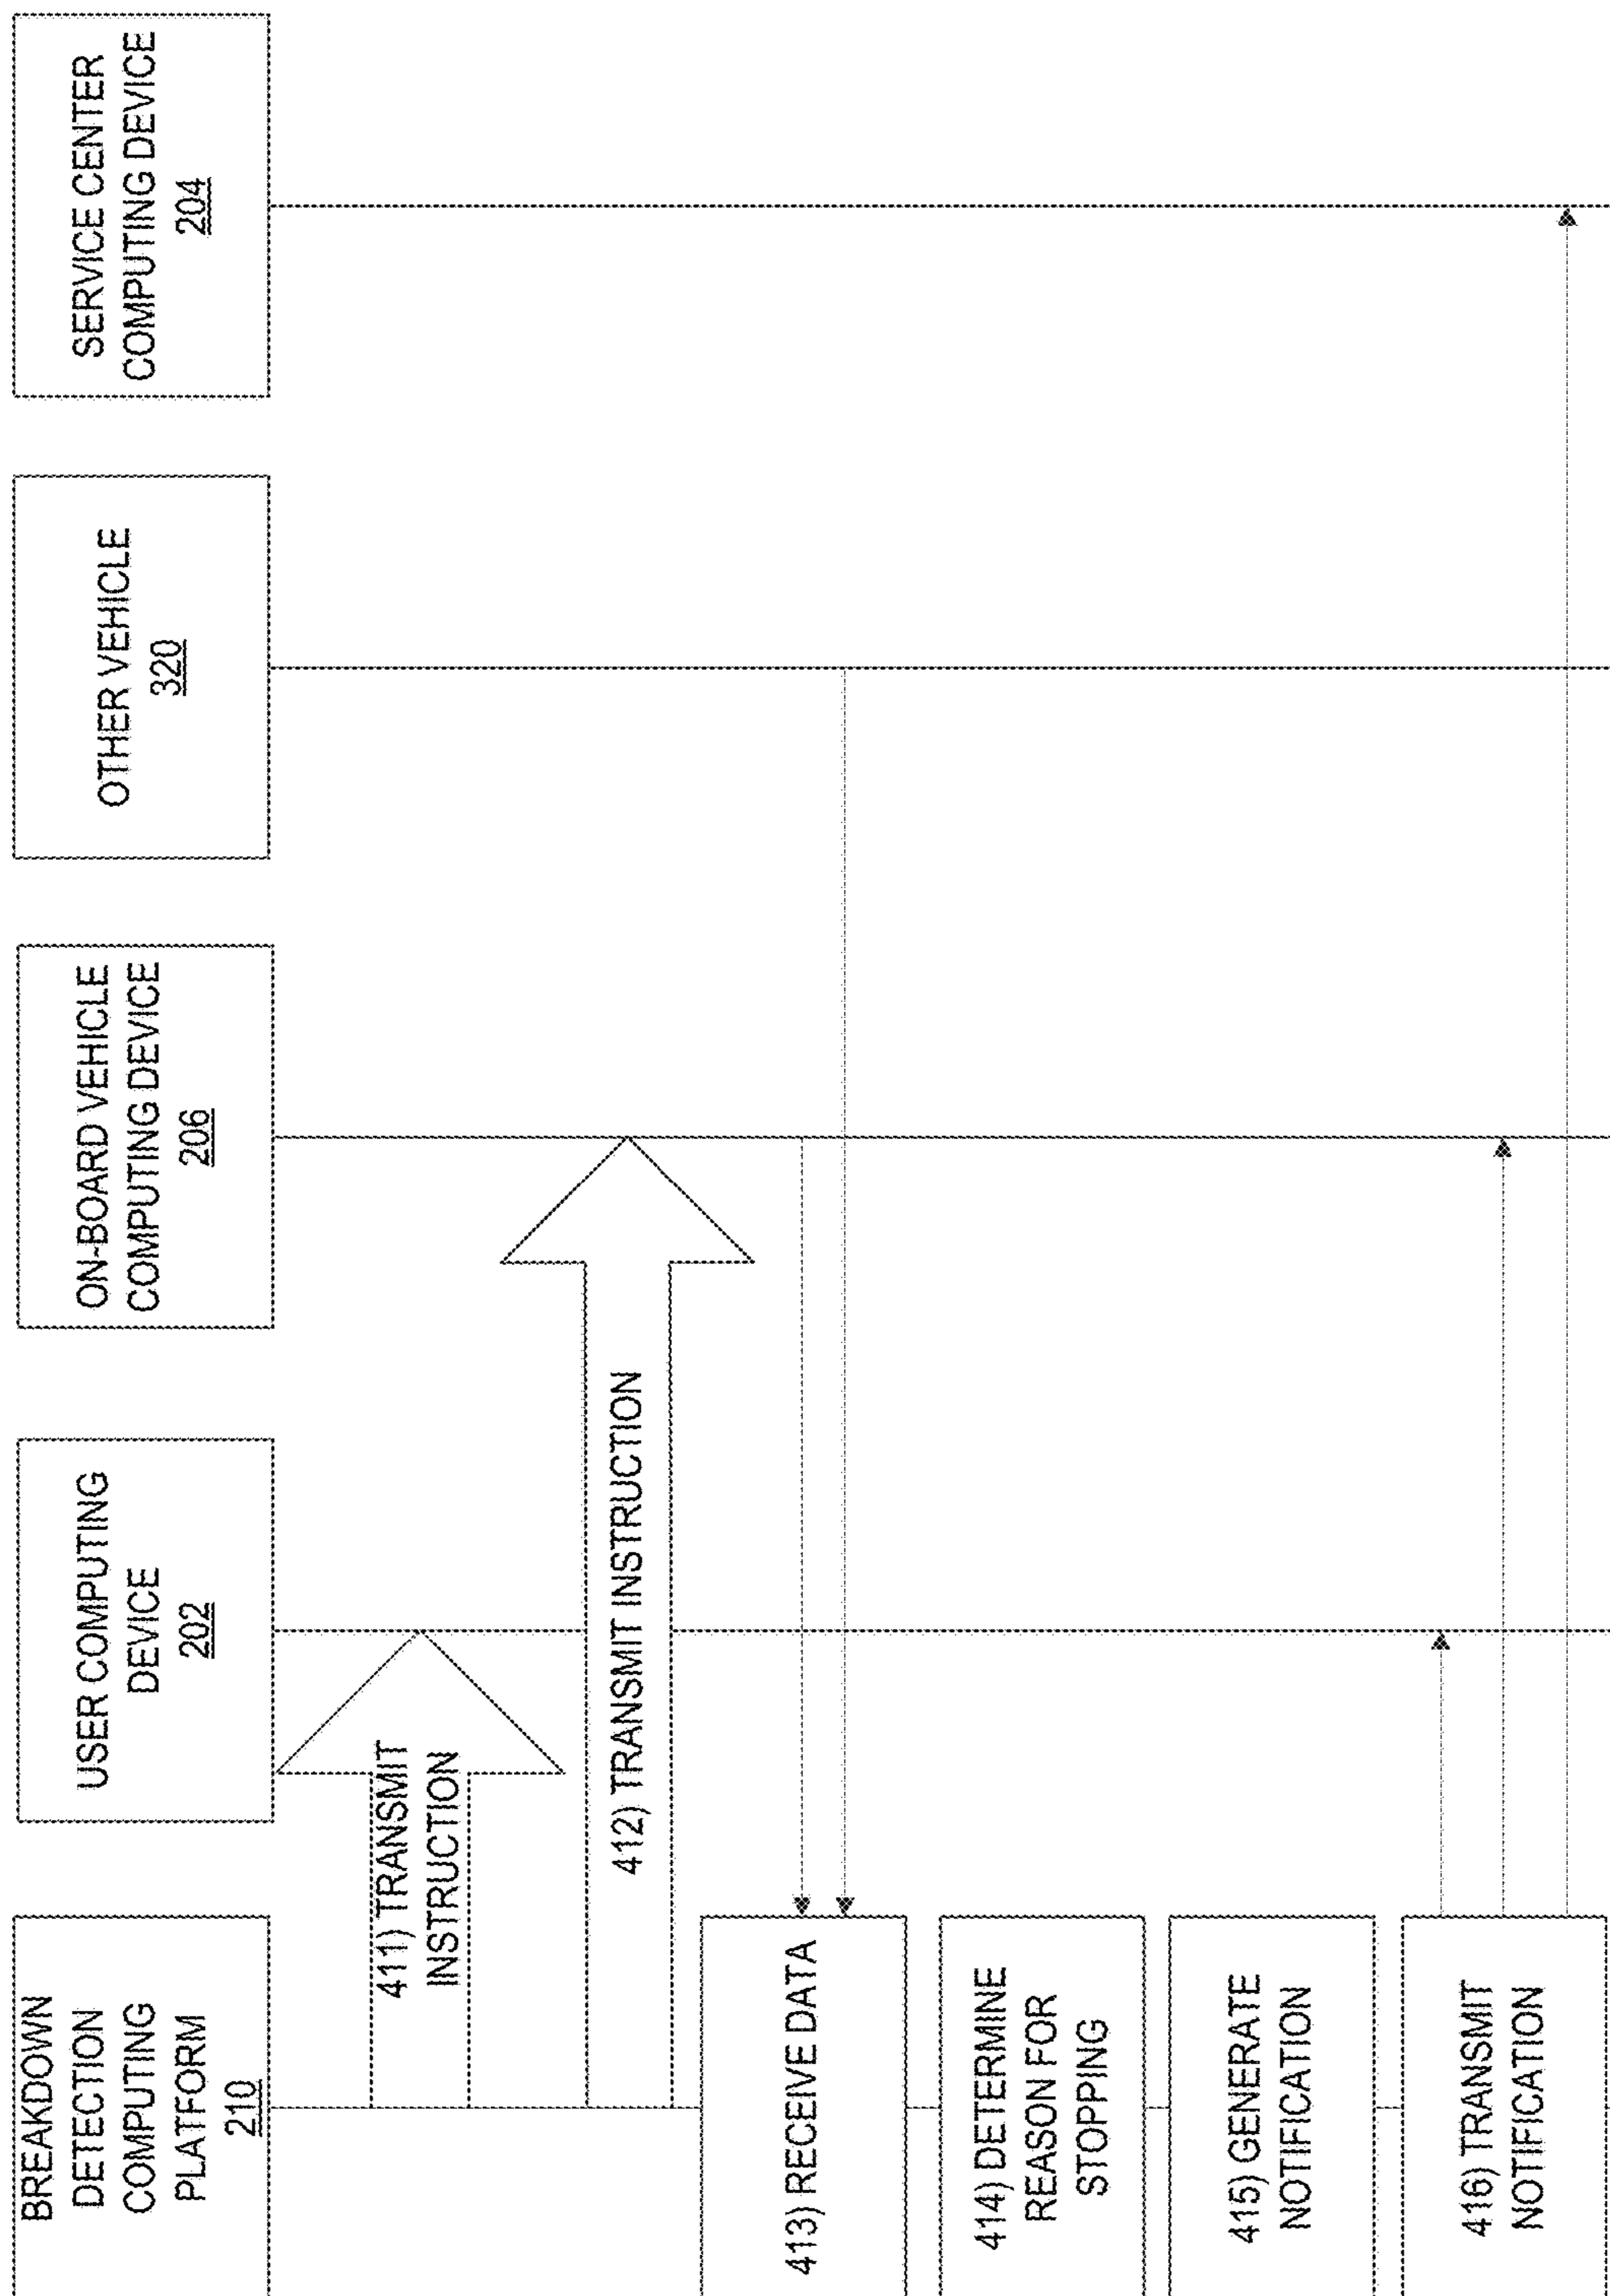 BREAKDOWN
DETECTION
COMPUTING
PLATFORM
210
USER COMPUTING
DEVICE
202
ON-BOARD VEHICLE
COMPUTING DEVICE
206
OTHER VEHICLE
320
SERVICE CENTER
COMPUTING DEVICE
204
411) TRANSMIT
INSTRUCTION
412) TRANSMIT INSTRUCTION
413) RECEIVE DATA
414) DETERMINE
REASON FOR
STOPPING
415) GENERATE
NOTIFICATION
416) TRANSMIT
NOTIFICATION